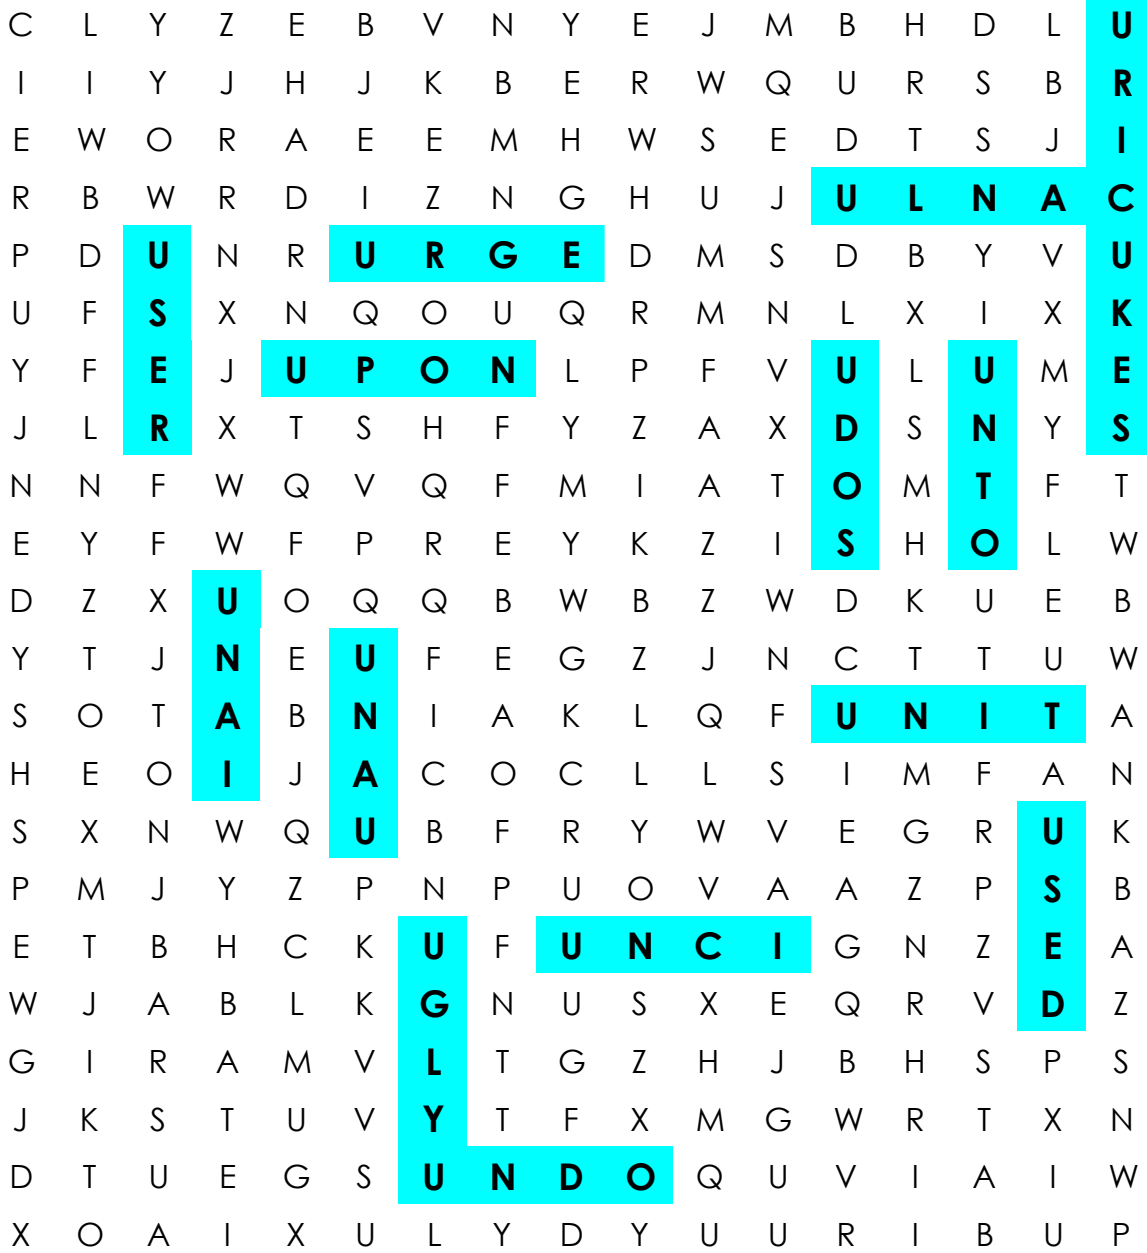 C L Y Z E B V N Y E J M B H D L U
I I Y J H J K B E R W Q U R S B R
E W O R A E E M H W S E D T S J I
R B W R D I Z N G H U J U L N A C
P D U N R U R G E D M S D B Y V U
U F S X N Q O U Q R M N L X I X K
Y F E J U P O N L P F V U L U M E
J L R X T S H F Y Z A X D S N Y S
N N F W Q V Q F M I A T O M T F T
E Y F W F P R E Y K Z I S H O L W
D Z X U O Q Q B W B Z W D K U E B
Y T J N E U F E G Z J N C T T U W
S O T A B N I A K L Q F U N I T A
H E O I J A C O C L L S I M F A N
S X N W Q U B F R Y W V E G R U K
P M J Y Z P N P U O V A A Z P S B
E T B H C K U F U N C I G N Z E A
W J A B L K G N U S X E Q R V D Z
G I R A M V L T G Z H J B H S P S
J K S T U V Y T F X M G W R T X N
D T U E G S U N D O Q U V I A I W
X O A I X U L Y D Y U U R I B U P